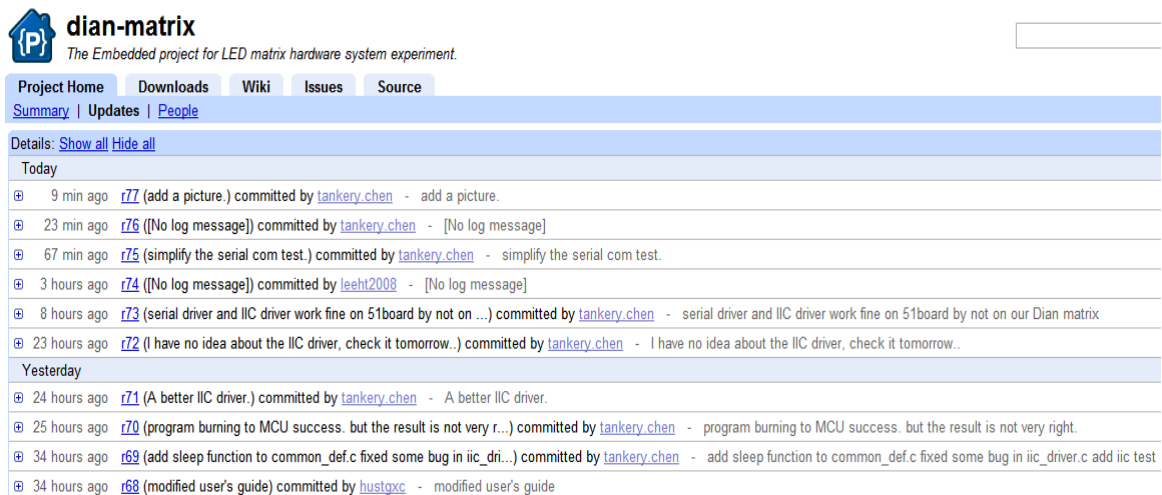 {P}
dian-matrix
The Embedded project for LED matrix hardware system experiment.
Project Home Downloads Wiki Issues Source
Summary | Updates | People
Details: Show all Hide all
Today
9 min ago r77 (add a picture.) committed by tankery.chen - add a picture.
23 min ago r76 ([No log message]) committed by tankery.chen - [No log message]
67 min ago r75 (simplify the serial com test.) committed by tankery.chen - simplify the serial com test.
3 hours ago r74 ([No log message]) committed by leeht2008 - [No log message]
8 hours ago r73 (serial driver and IIC driver work fine on 51board by not on ...) committed by tankery.chen - serial driver and IIC driver work fine on 51board by not on our Dian matrix
23 hours ago r72 (I have no idea about the IIC driver, check it tomorrow..) committed by tankery.chen - I have no idea about the IIC driver, check it tomorrow..
Yesterday
24 hours ago r71 (A better IIC driver.) committed by tankery.chen - A better IIC driver.
25 hours ago r70 (program burning to MCU success. but the result is not very r...) committed by tankery.chen - program burning to MCU success. but the result is not very right.
34 hours ago r69 (add sleep function to common_def.c fixed some bug in iic_dri...) committed by tankery.chen - add sleep function to common_def.c fixed some bug in iic_driver.c add iic test
34 hours ago r68 (modified user's guide) committed by hustgxc - modified user's guide